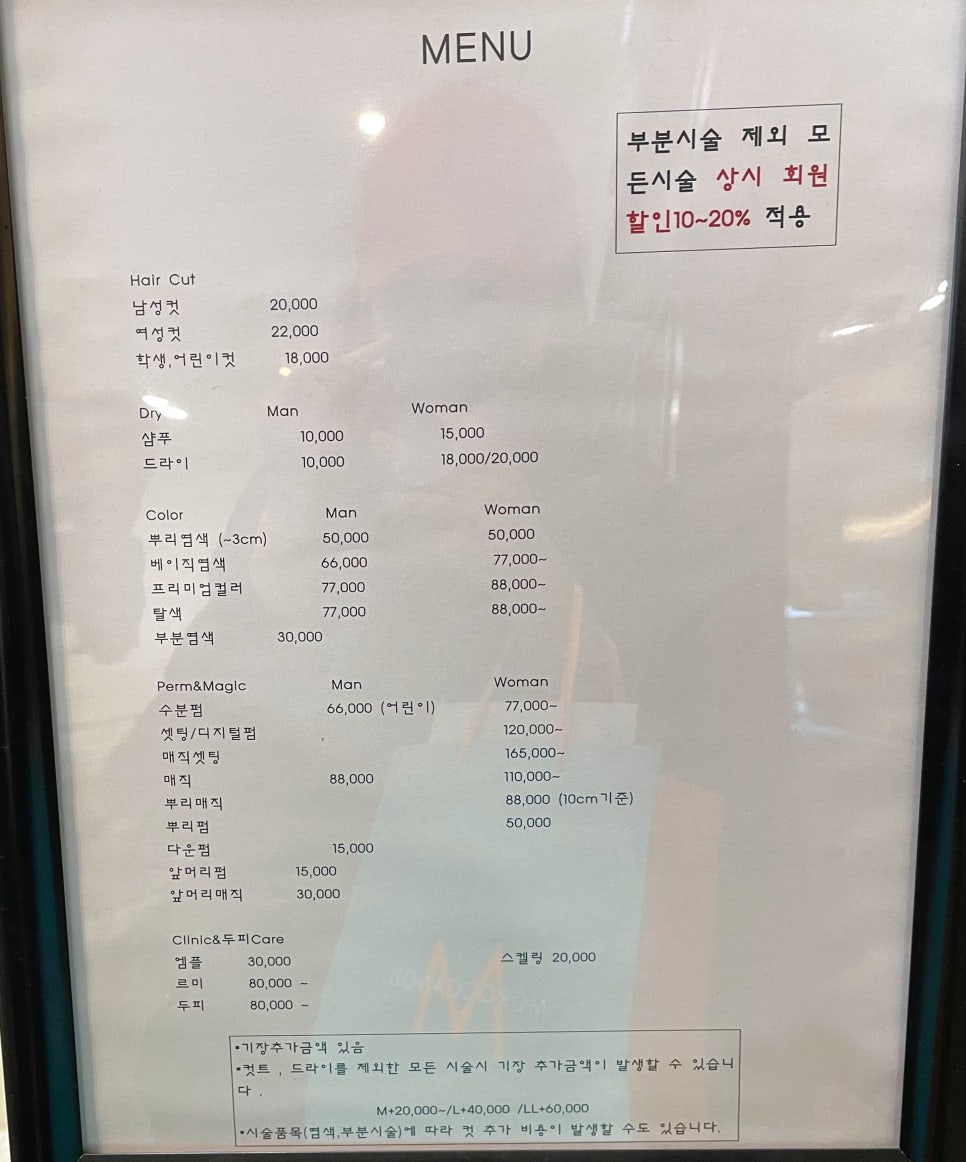 MENU
부분시술 제외 모
든시술 상시 회원
할인10~20% 적용
Hair Cut
남성컷 20,000
여성컷 22,000
학생,어린이컷 18,000
Dry Man Woman
샴푸 10,000 15,000
드라이 10,000 18,000/20,000
Color Man Woman
뿌리염색 (~3cm) 50,000 50,000
베이직염색 66,000 77,000~
프리미엄컬러 77,000 88,000~
탈색 77,000 88,000~
부분염색 30,000
Perm&Magic Man Woman
수분펌 66,000 (어린이) 77,000~
셋팅/디지털펌 120,000~
매직셋팅 165,000~
매직 88,000 110,000~
뿌리매직 88,000 (10cm기준)
뿌리펌 50,000
다운펌 15,000
앞머리펌 15,000
앞머리매직 30,000
Clinic&두피Care
엠플 30,000 스켈링 20,000
르미 80,000 ~
두피 80,000 ~
•기장추가금액 있음
•컷트 , 드라이를 제외한 모든 시술시 기장 추가금액이 발생할 수 있습니
다 .
M+20,000~/L+40,000 /LL+60,000
•시술품목(염색,부분시술)에 따라 컷 추가 비용이 발생할 수도 있습니다.